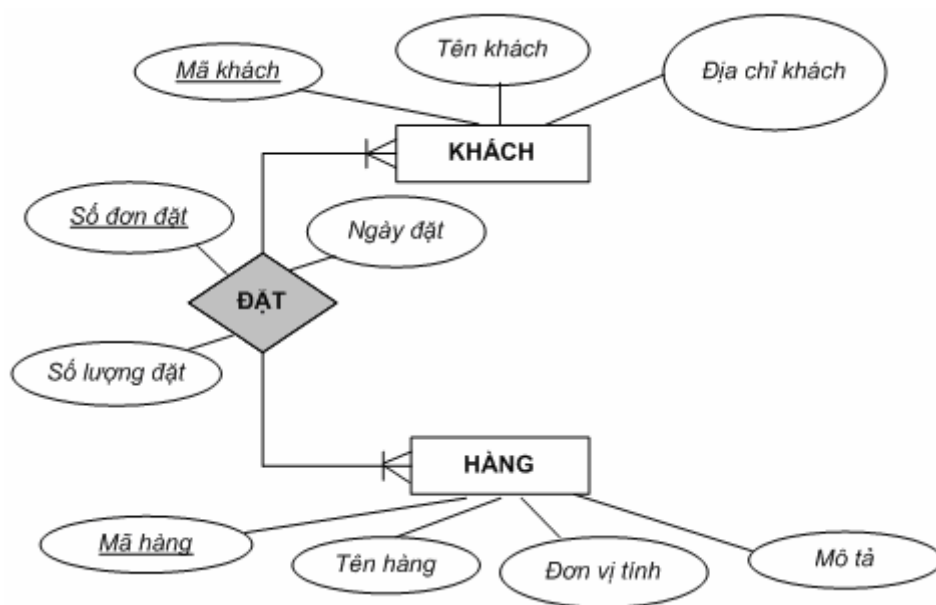 Tên khách
Mã khách
Địa chỉ khách
KHÁCH
Số đơn đặt
Ngày đặt
ĐẶT
Số lượng đặt
HÀNG
Mã hàng
Tên hàng
Đơn vị tính
Mô tả